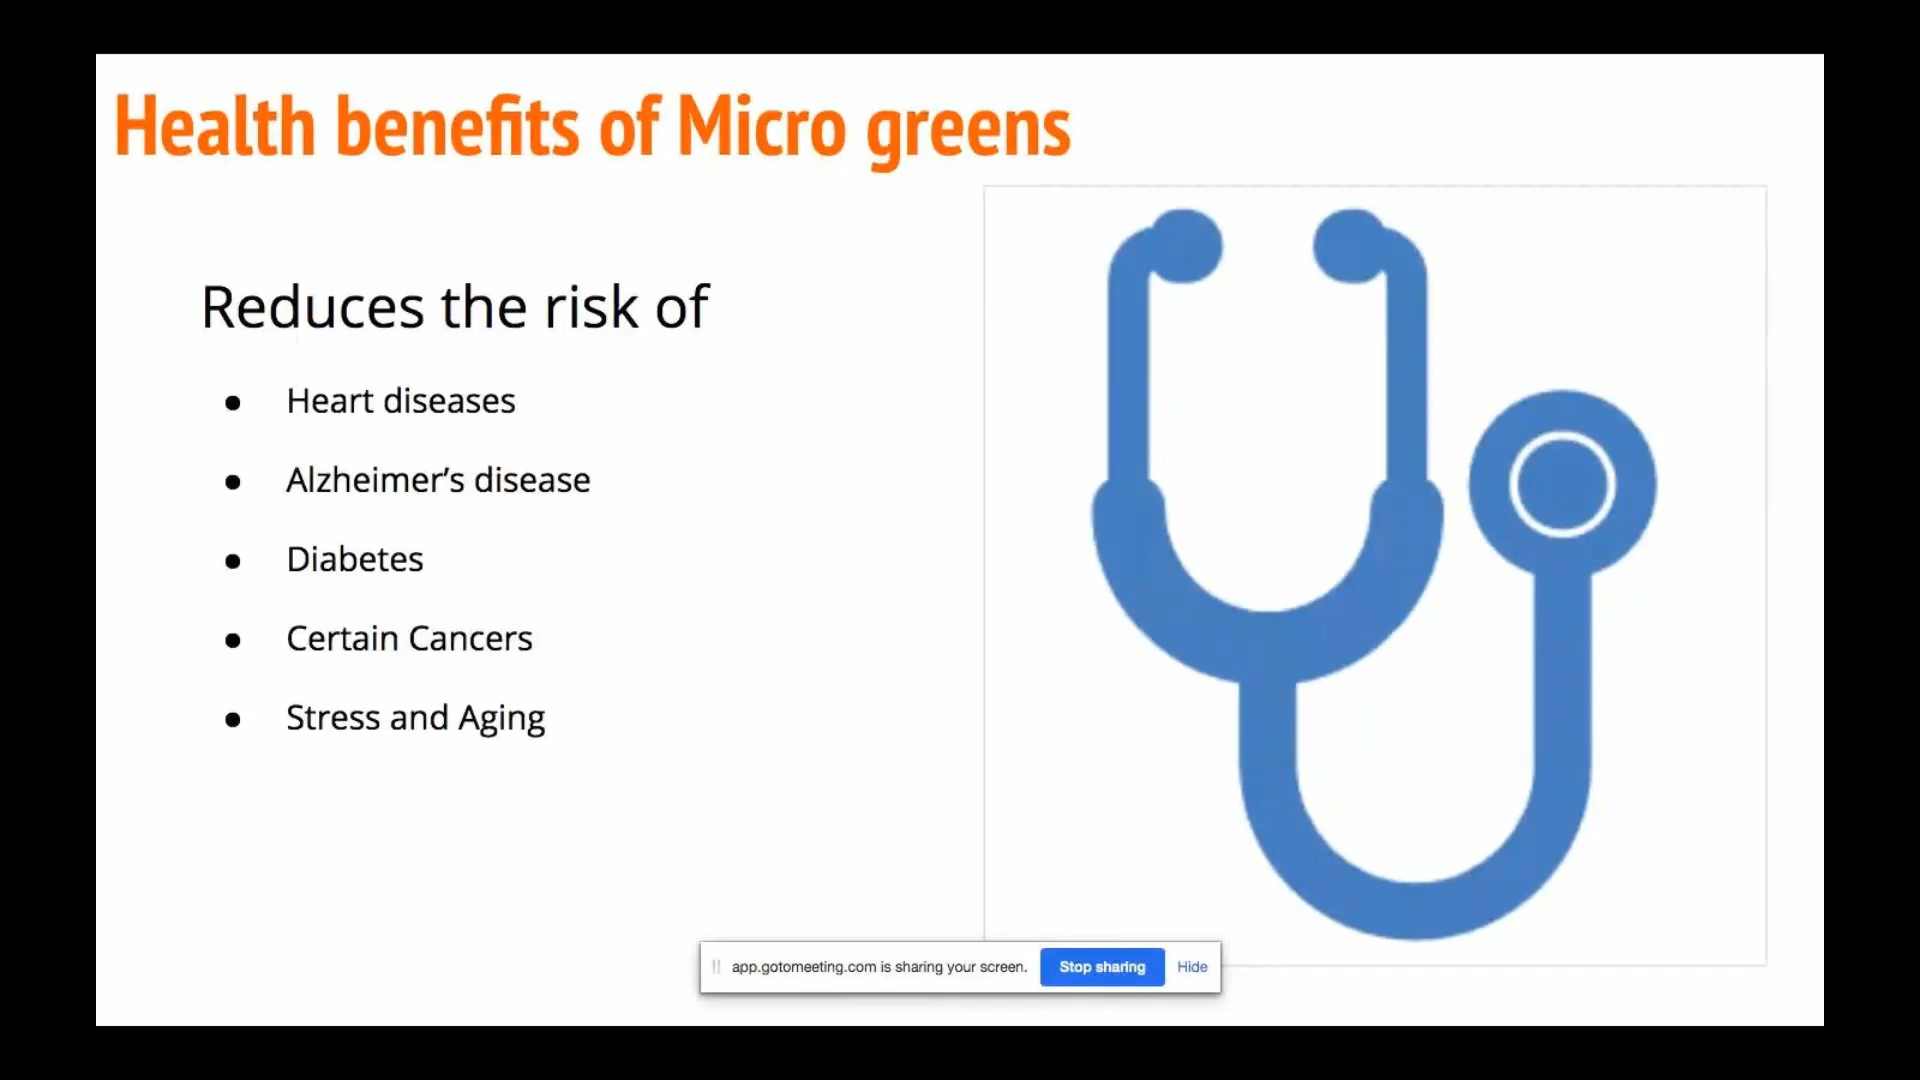 Health benefits of Micro greens
Reduces the risk of
● Heart diseases
● Alzheimer’s disease
● Diabetes
● Certain Cancers
● Stress and Aging
app.gotomeeting.com is sharing your screen. Stop sharing Hide